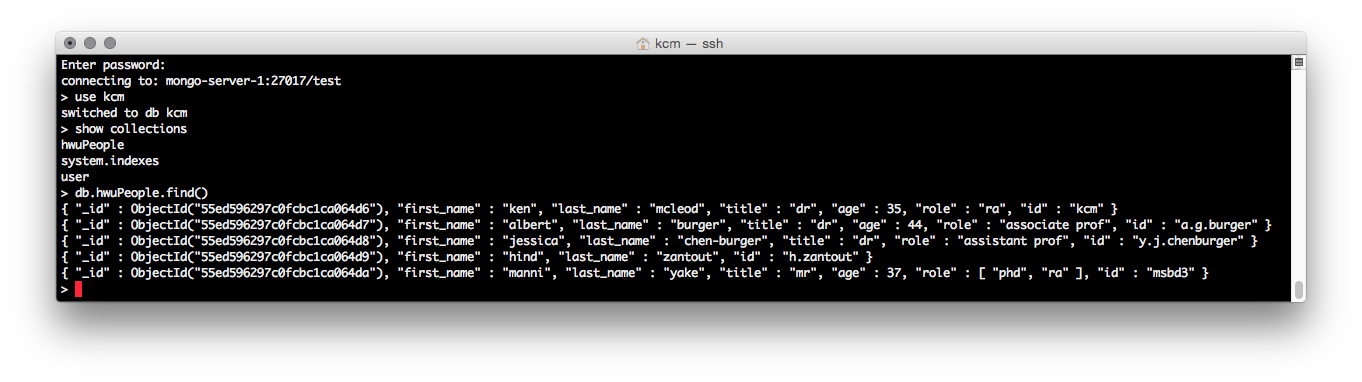 kcm — ssh
Enter password:
connecting to: mongo-server-1:27017/test
> use kcm
switched to db kcm
> show collections
hwuPeople
system.indexes
user
> db.hwuPeople.find()
{ "_id" : ObjectId("55ed596297c0fcbc1ca064d6"), "first_name" : "ken", "last_name" : "mcleod", "title" : "dr", "age" : 35, "role" : "ra", "id" : "kcm" }
{ "_id" : ObjectId("55ed596297c0fcbc1ca064d7"), "first_name" : "albert", "last_name" : "burger", "title" : "dr", "age" : 44, "role" : "associate prof", "id" : "a.g.burger" }
{ "_id" : ObjectId("55ed596297c0fcbc1ca064d8"), "first_name" : "jessica", "last_name" : "chen-burger", "title" : "dr", "role" : "assistant prof", "id" : "y.j.chenburger" }
{ "_id" : ObjectId("55ed596297c0fcbc1ca064d9"), "first_name" : "hind", "last_name" : "zantout", "id" : "h.zantout" }
{ "_id" : ObjectId("55ed596297c0fcbc1ca064da"), "first_name" : "manni", "last_name" : "yake", "title" : "mr", "age" : 37, "role" : [ "phd", "ra" ], "id" : "msbd3" }
>